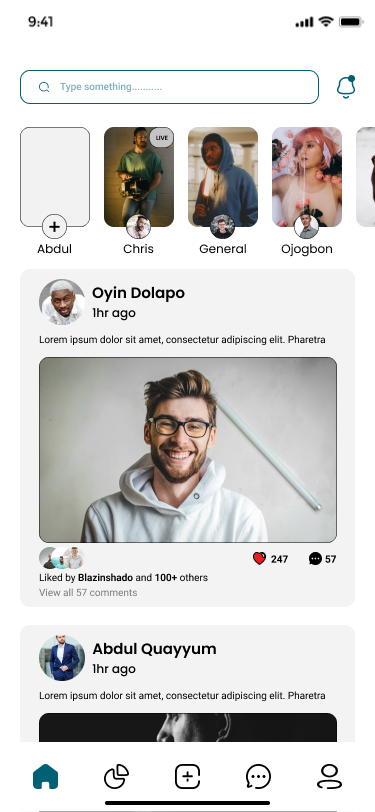 9:41
Type something..........
LIVE
Abdul
Chris
General
Ojogbon
Oyin Dolapo
1hr ago
Lorem ipsum dolor sit amet, consectetur adipiscing elit. Pharetra
247
57
Liked by Blazinshado and 100+ others
View all 57 comments
Abdul Quayyum
1hr ago
Lorem ipsum dolor sit amet, consectetur adipiscing elit. Pharetra